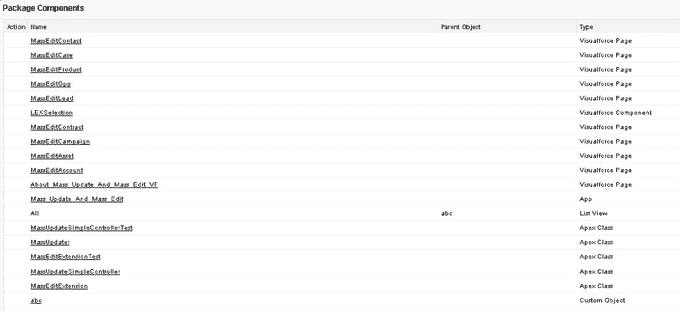 Package Components
Action Name Parent Object Type
MassEditContact Visualforce Page
MassEditCase Visualforce Page
MassEditProduct Visualforce Page
MassEditOpp Visualforce Page
MassEditLead Visualforce Page
LEXSelection Visualforce Component
MassEditContract Visualforce Page
MassEditCampaign Visualforce Page
MassEditAsset Visualforce Page
MassEditAccount Visualforce Page
About_Mass_Update_And_Mass_Edit_VF Visualforce Page
Mass_Update_And_Mass_Edit App
All abc List View
MassUpdateSimpleControllerTest Apex Class
MassUpdater Apex Class
MassEditExtensionTest Apex Class
MassUpdateSimpleController Apex Class
MassEditExtension Apex Class
abc Custom Object